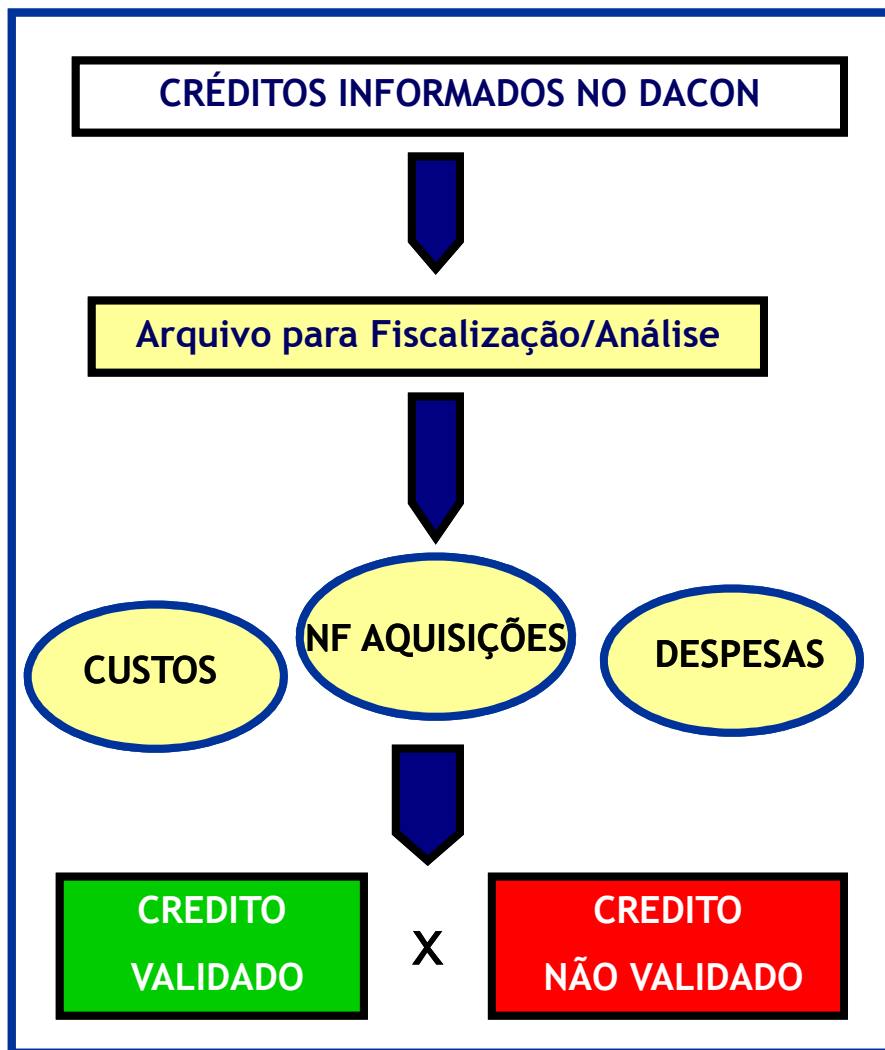 CRÉDITOS INFORMADOS NO DACON
Arquivo para Fiscalização/Análise
CUSTOS
NF AQUISIÇÕES
DESPESAS
CREDITO
VALIDADO
X
CREDITO
NÃO VALIDADO